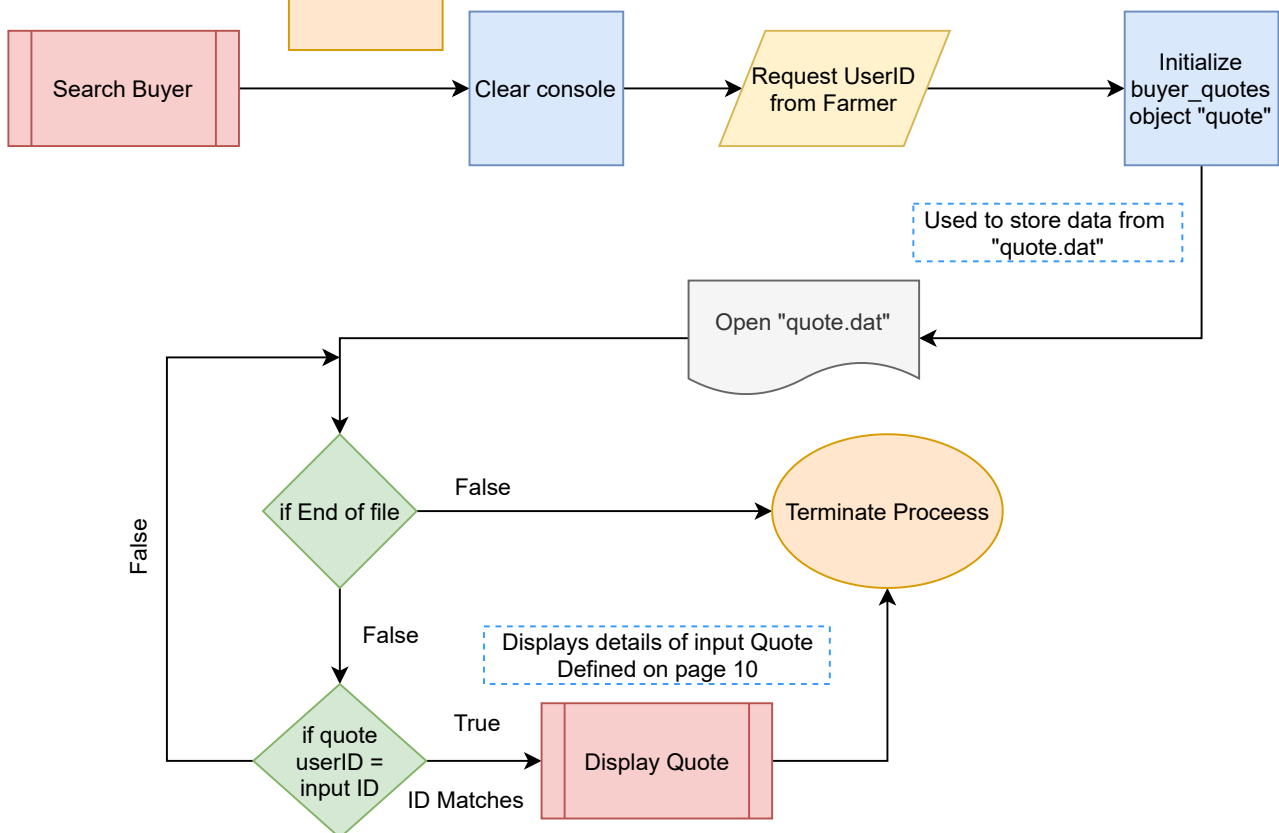 Search Buyer
Clear console
Request UserID
from Farmer
Initialize
buyer_quotes
object "quote"
Used to store data from
"quote.dat"
Open "quote.dat"
if End of file
False
Terminate Proceess
False
False
Displays details of input Quote
Defined on page 10
if quote
userID =
input ID
True
ID Matches
Display Quote